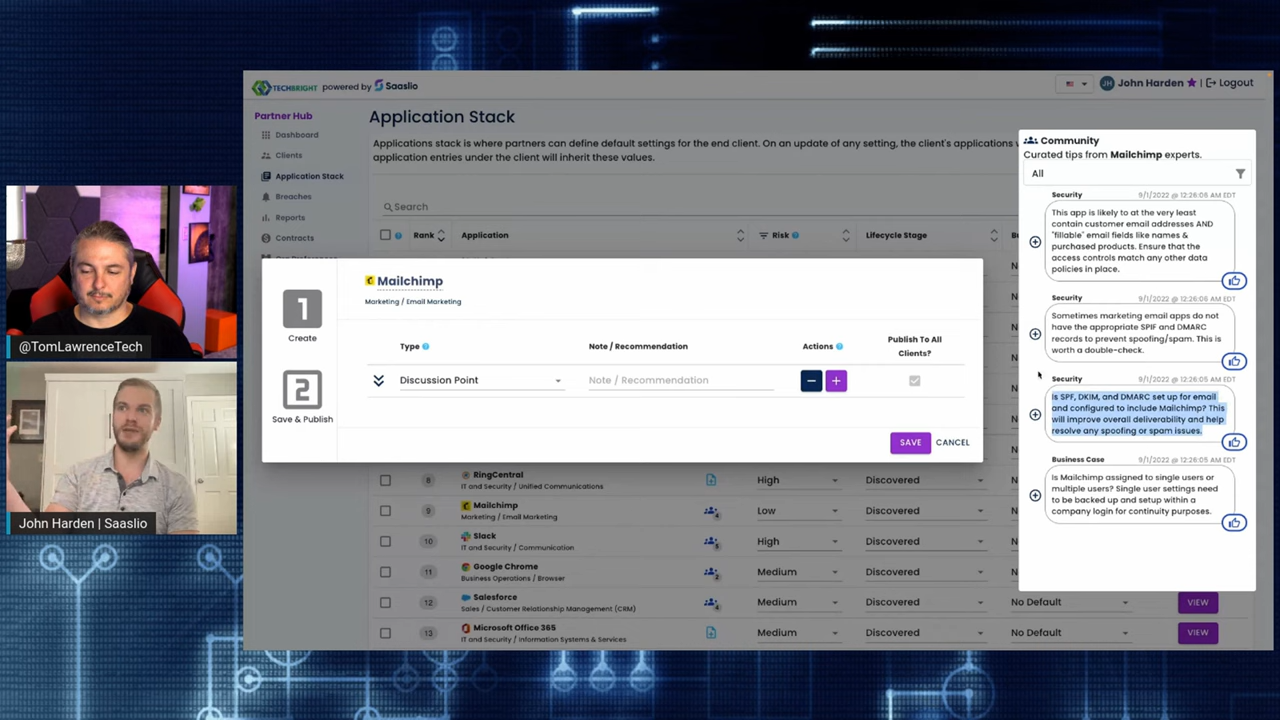 TECHBRIGHT powered by Saaslio
John Harden
Logout
Partner Hub
Dashboard
Clients
Application Stack
Breaches
Reports
Contracts
Application Stack
Applications stack is where partners can define default settings for the end client. On an update of any setting, the client's applications
application entries under the client will inherit these values.
Search
Rank
Application
Risk
Lifecycle Stage
1
Create
2
Save & Publish
Mailchimp
Marketing / Email Marketing
Type
Note / Recommendation
Actions
Publish To All
Clients?
Discussion Point
Note / Recommendation
SAVE
CANCEL
8
RingCentral
IT and Security / Unified Communications
High
Discovered
9
Mailchimp
Marketing / Email Marketing
Low
Discovered
10
Slack
IT and Security / Communication
High
Discovered
11
Google Chrome
Business Operations / Browser
Medium
Discovered
12
Salesforce
Sales / Customer Relationship Management (CRM)
Medium
Discovered
No Default
VIEW
13
Microsoft Office 365
IT and Security / Information Systems & Services
Medium
Discovered
No Default
VIEW
Community
Curated tips from Mailchimp experts.
All
Security
9/1/2022 @ 12:26:06 AM EDT
This app is likely to at the very least
contain customer email addresses AND
"fillable" email fields like names &
purchased products. Ensure that the
access controls match any other data
policies in place.
Security
9/1/2022 @ 12:26:06 AM EDT
Sometimes marketing email apps do not
have the appropriate SPIF and DMARC
records to prevent spoofing/spam. This is
worth a double-check.
Security
9/1/2022 @ 12:26:05 AM EDT
Is SPF, DKIM, and DMARC set up for email
and configured to include Mailchimp? This
will improve overall deliverability and help
resolve any spoofing or spam issues.
Business Case
9/1/2022 @ 12:26:05 AM EDT
Is Mailchimp assigned to single users or
multiple users? Single user settings need
to be backed up and setup within a
company login for continuity purposes.
@TomLawrenceTech
John Harden | Saaslio